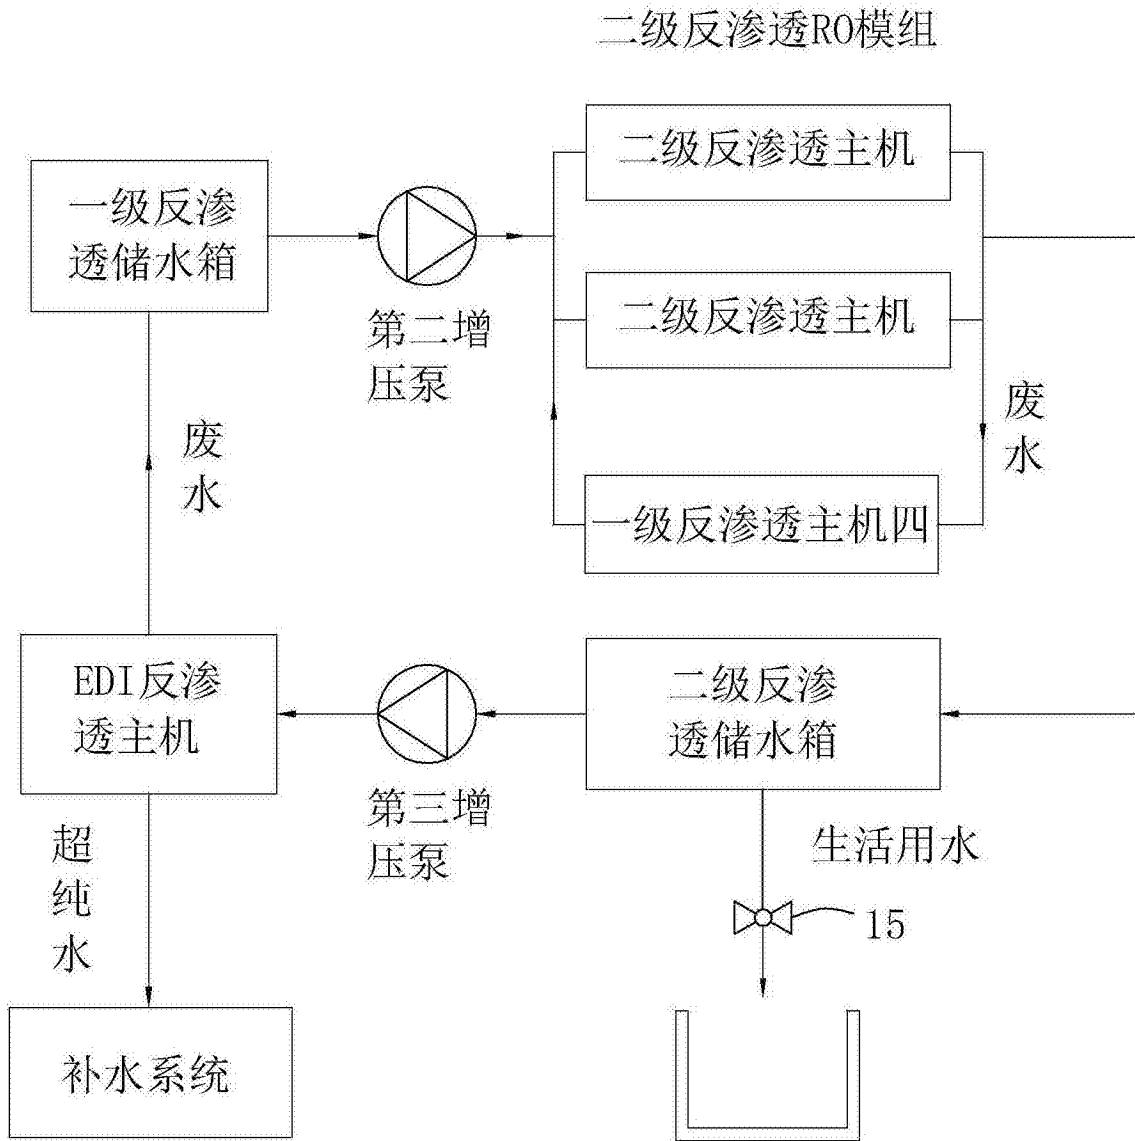 二级反渗透RO模组
二级反渗透主机
一级反渗
透储水箱
第二增
压泵
二级反渗透主机
废
水
废
水
一级反渗透主机四
EDI反渗
透主机
第三增
压泵
二级反渗
透储水箱
超
纯
水
生活用水
15
补水系统